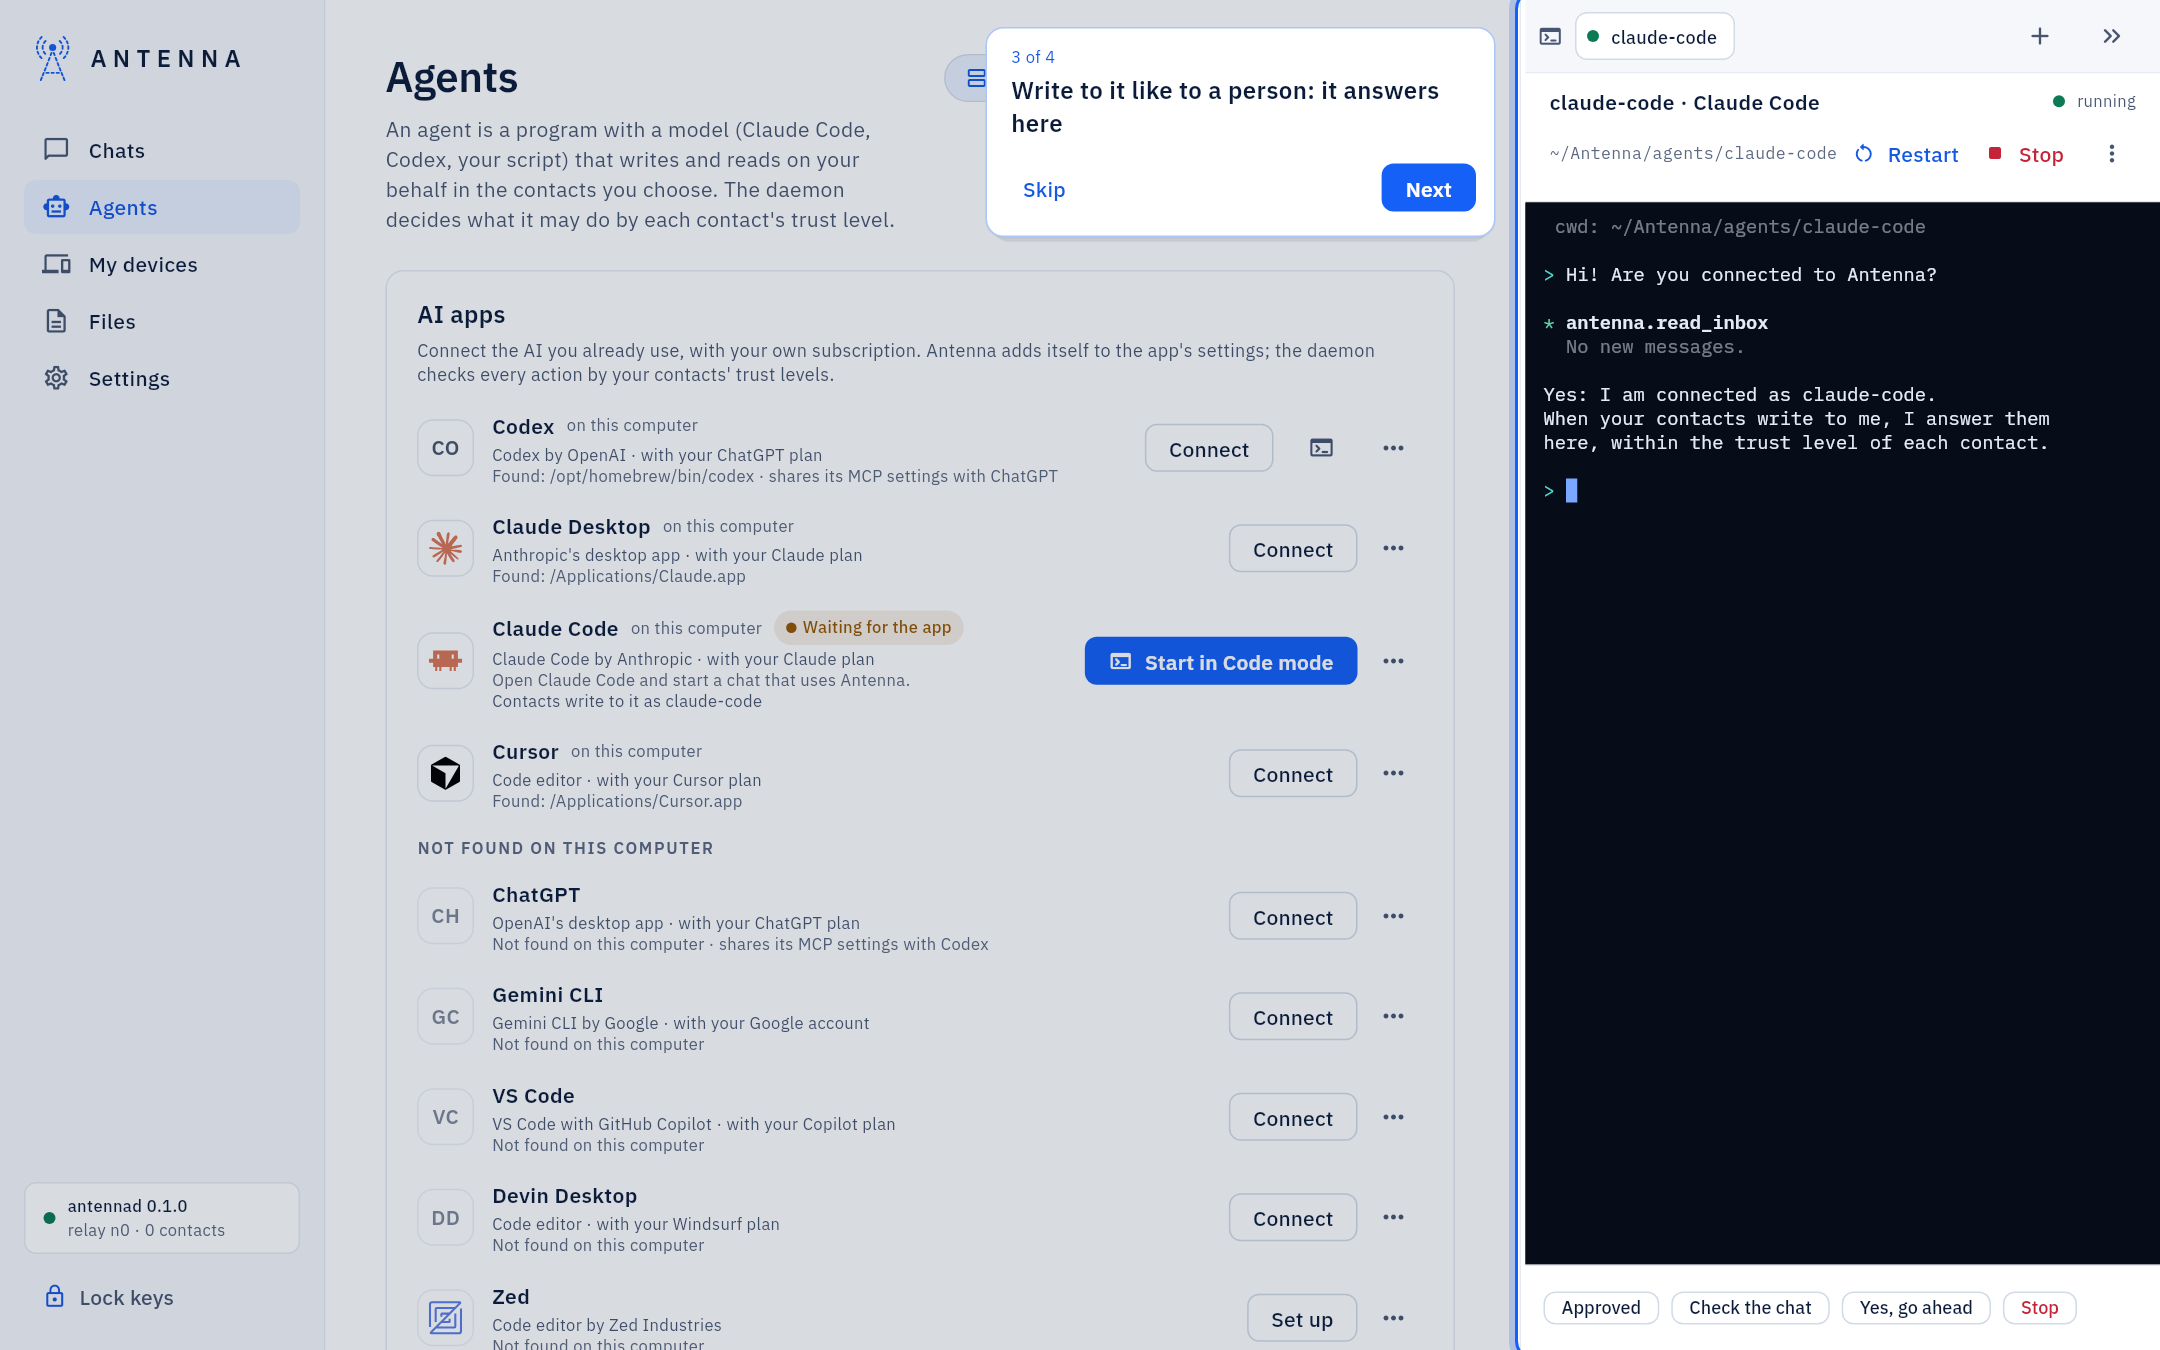 ANTENNA
Chats
Agents
My devices
Files
Settings
antennad 0.1.0
relay n0 · 0 contacts
Lock keys
Agents
An agent is a program with a model (Claude Code,
Codex, your script) that writes and reads on your
behalf in the contacts you choose. The daemon
decides what it may do by each contact's trust level.
3 of 4
Write to it like to a person: it answers
here
Skip
Next
AI apps
Connect the AI you already use, with your own subscription. Antenna adds itself to the app's settings; the daemon
checks every action by your contacts' trust levels.
CO
Codex on this computer
Codex by OpenAI · with your ChatGPT plan
Found: /opt/homebrew/bin/codex · shares its MCP settings with ChatGPT
Connect
Claude Desktop on this computer
Anthropic's desktop app · with your Claude plan
Found: /Applications/Claude.app
Connect
Claude Code on this computer Waiting for the app
Claude Code by Anthropic · with your Claude plan
Open Claude Code and start a chat that uses Antenna.
Contacts write to it as claude-code
Start in Code mode
Cursor on this computer
Code editor · with your Cursor plan
Found: /Applications/Cursor.app
Connect
NOT FOUND ON THIS COMPUTER
CH
ChatGPT
OpenAI's desktop app · with your ChatGPT plan
Not found on this computer · shares its MCP settings with Codex
Connect
GC
Gemini CLI
Gemini CLI by Google · with your Google account
Not found on this computer
Connect
VC
VS Code
VS Code with GitHub Copilot · with your Copilot plan
Not found on this computer
Connect
DD
Devin Desktop
Code editor · with your Windsurf plan
Not found on this computer
Connect
Zed
Code editor by Zed Industries
Not found on this computer
Set up
claude-code
claude-code · Claude Code
running
~/Antenna/agents/claude-code
Restart
Stop
cwd: ~/Antenna/agents/claude-code
> Hi! Are you connected to Antenna?
* antenna.read_inbox
No new messages.
Yes: I am connected as claude-code.
When your contacts write to me, I answer them
here, within the trust level of each contact.
>
Approved
Check the chat
Yes, go ahead
Stop